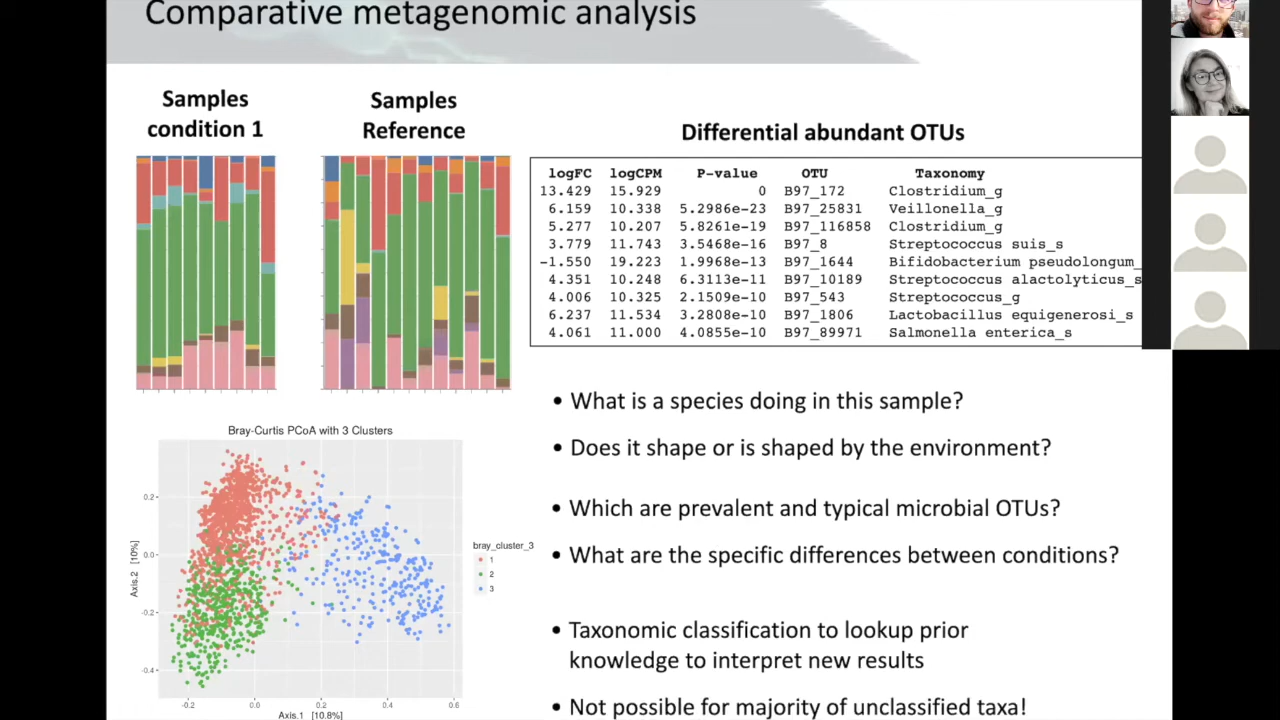 Comparative metagenomic analysis
Samples
condition 1
Samples
Reference
Differential abundant OTUs
logFC logCPM P-value OTU Taxonomy
13.429 15.929 0 B97_172 Clostridium_g
6.159 10.338 5.2986e-23 B97_25831 Veillonella_g
5.277 10.207 5.8261e-19 B97_116858 Clostridium_g
3.779 11.743 3.5468e-16 B97_8 Streptococcus suis_s
-1.550 19.223 1.9968e-13 B97_1644 Bifidobacterium pseudolongum_
4.351 10.248 6.3113e-11 B97_10189 Streptococcus alactolyticus_s
4.006 10.325 2.1509e-10 B97_543 Streptococcus_g
6.237 11.534 3.2808e-10 B97_1806 Lactobacillus equigenerosi_s
4.061 11.000 4.0855e-10 B97_89971 Salmonella enterica_s
• What is a species doing in this sample?
• Does it shape or is shaped by the environment?
• Which are prevalent and typical microbial OTUs?
• What are the specific differences between conditions?
• Taxonomic classification to lookup prior
knowledge to interpret new results
• Not possible for majority of unclassified taxa!
Bray-Curtis PCoA with 3 Clusters
0.2
0.0
-0.2
-0.4
Axis.2 [10%]
-0.2 0.0 0.2 0.4 0.6
Axis.1 [10.8%]
bray_cluster_3
1
2
3